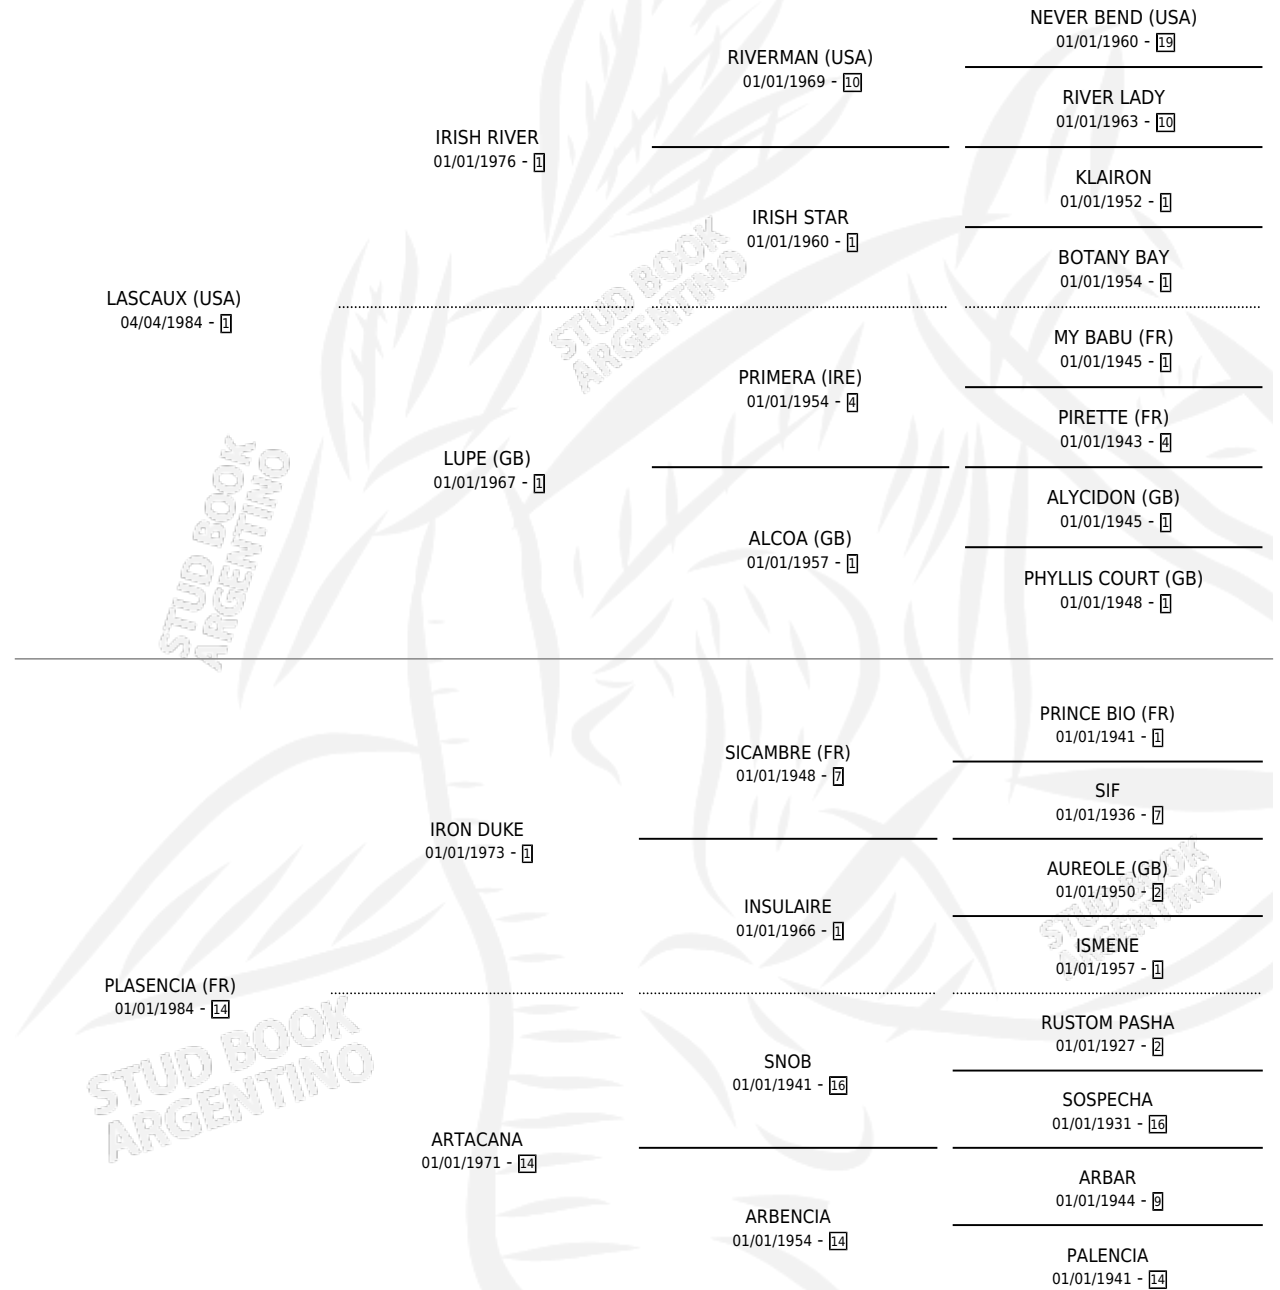 NEVER BEND (USA)
01/01/1960 - 19
RIVERMAN (USA)
01/01/1969 - 10
RIVER LADY
01/01/1963 - 10
IRISH RIVER
01/01/1976 - 1
KLAIRON
01/01/1952 - 1
IRISH STAR
01/01/1960 - 1
BOTANY BAY
01/01/1954 - 1
LASCAUX (USA)
04/04/1984 - 1
MY BABU (FR)
01/01/1945 - 1
PRIMERA (IRE)
01/01/1954 - 4
PIRETTE (FR)
01/01/1943 - 4
LUPE (GB)
01/01/1967 - 1
ALYCIDON (GB)
01/01/1945 - 1
ALCOA (GB)
01/01/1957 - 1
PHYLLIS COURT (GB)
01/01/1948 - 1
PRINCE BIO (FR)
01/01/1941 - 1
SICAMBRE (FR)
01/01/1948 - 7
SIF
01/01/1936 - 7
IRON DUKE
01/01/1973 - 1
AUREOLE (GB)
01/01/1950 - 2
INSULAIRE
01/01/1966 - 1
ISMENE
01/01/1957 - 1
PLASENCIA (FR)
01/01/1984 - 14
RUSTOM PASHA
01/01/1927 - 2
SNOB
01/01/1941 - 16
SOSPECHA
01/01/1931 - 16
ARTACANA
01/01/1971 - 14
ARBAR
01/01/1944 - 9
ARBENCIA
01/01/1954 - 14
PALENCIA
01/01/1941 - 14
STUD BOOK
ARGENTINO
STUD BOOK
ARGENTINO
STUD BOOK
ARGENTINO
STUD BOOK
ARGENTINO